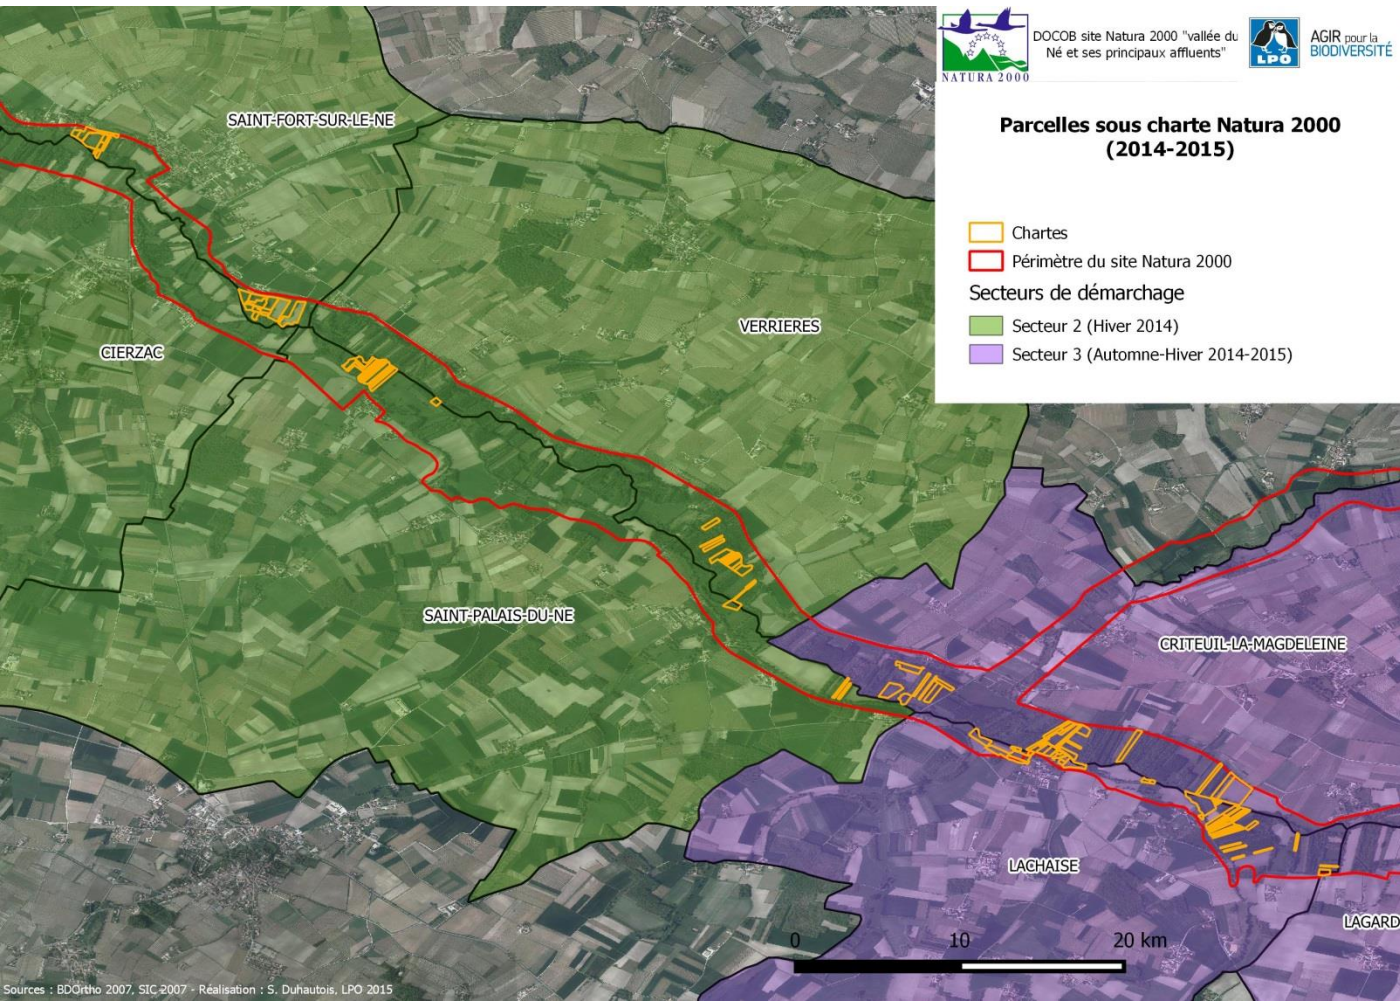 NATURA 2000
DOCOB site Natura 2000 "vallée du
Né et ses principaux affluents"
LPO
AGIR pour la
BIODIVERSITÉ
Parcelles sous charte Natura 2000
(2014-2015)
Chartes
Périmètre du site Natura 2000
Secteurs de démarchage
Secteur 2 (Hiver 2014)
Secteur 3 (Automne-Hiver 2014-2015)
SAINT-FORT-SUR-LE-NE
VERRIERES
CIERZAC
SAINT-PALAIS-DU-NE
CRITEUIL-LA-MAGDELEINE
LACHAISE
LAGARD
0 10 20 km
Sources : BDOrtho 2007, SIC 2007 - Réalisation : S. Duhautois, LPO 2015